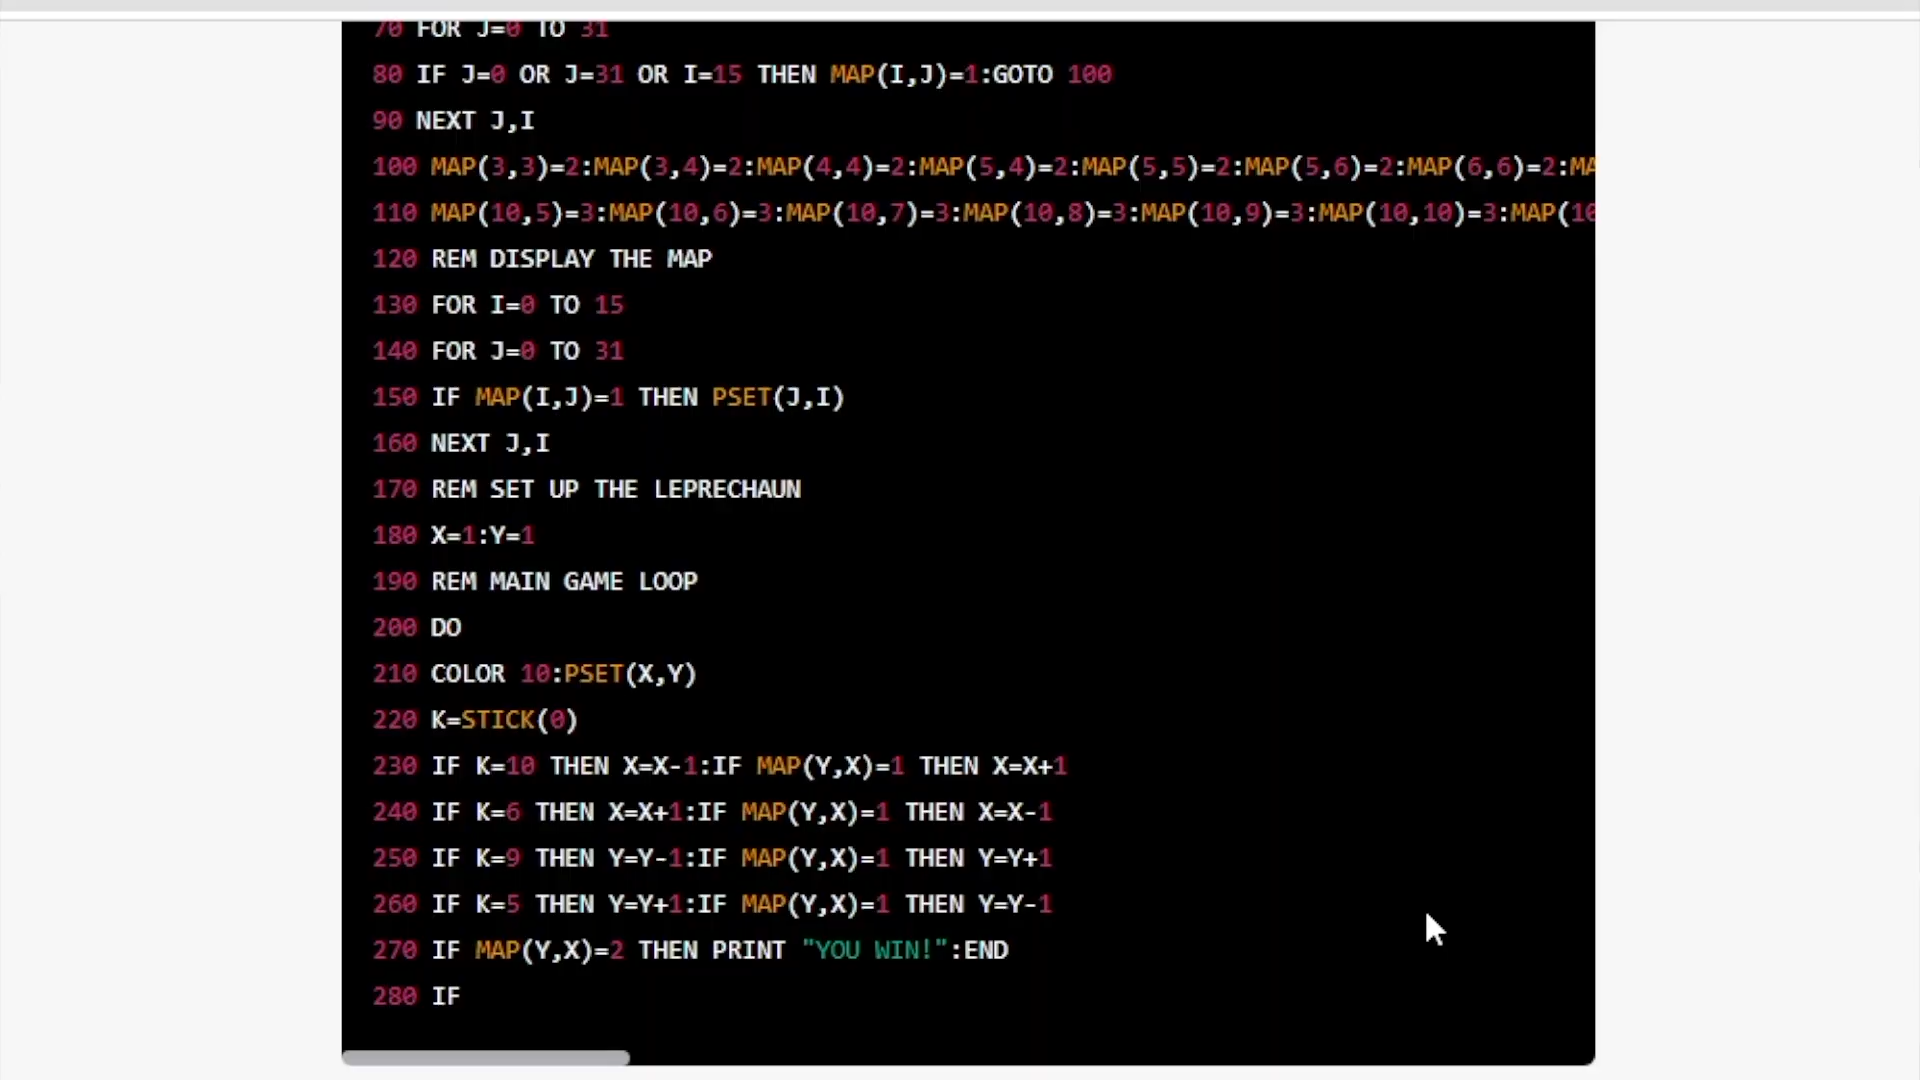 70 FOR J=0 TO 31
80 IF J=0 OR J=31 OR I=15 THEN MAP(I,J)=1:GOTO 100
90 NEXT J,I
100 MAP(3,3)=2:MAP(3,4)=2:MAP(4,4)=2:MAP(5,4)=2:MAP(5,5)=2:MAP(5,6)=2:MAP(6,6)=2:MA
110 MAP(10,5)=3:MAP(10,6)=3:MAP(10,7)=3:MAP(10,8)=3:MAP(10,9)=3:MAP(10,10)=3:MAP(10
120 REM DISPLAY THE MAP
130 FOR I=0 TO 15
140 FOR J=0 TO 31
150 IF MAP(I,J)=1 THEN PSET(J,I)
160 NEXT J,I
170 REM SET UP THE LEPRECHAUN
180 X=1:Y=1
190 REM MAIN GAME LOOP
200 DO
210 COLOR 10:PSET(X,Y)
220 K=STICK(0)
230 IF K=10 THEN X=X-1:IF MAP(Y,X)=1 THEN X=X+1
240 IF K=6 THEN X=X+1:IF MAP(Y,X)=1 THEN X=X-1
250 IF K=9 THEN Y=Y-1:IF MAP(Y,X)=1 THEN Y=Y+1
260 IF K=5 THEN Y=Y+1:IF MAP(Y,X)=1 THEN Y=Y-1
270 IF MAP(Y,X)=2 THEN PRINT "YOU WIN!":END
280 IF